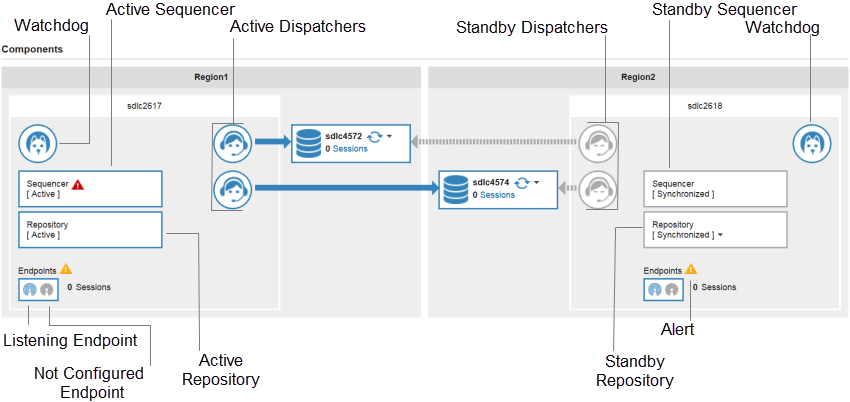 Active Sequencer
Standby Sequencer
Watchdog
Active Dispatchers
Standby Dispatchers
Watchdog
Components
Region1
Region2
sdlc2617
sdlc2618
sdlc4572
0 Sessions
sdlc4574
0 Sessions
Sequencer
[ Active ]
Sequencer
[ Synchronized ]
Repository
[ Active ]
Repository
[ Synchronized ]
Endpoints
0 Sessions
Endpoints
0 Sessions
Listening Endpoint
Not Configured
Endpoint
Active
Repository
Standby
Repository
Alert